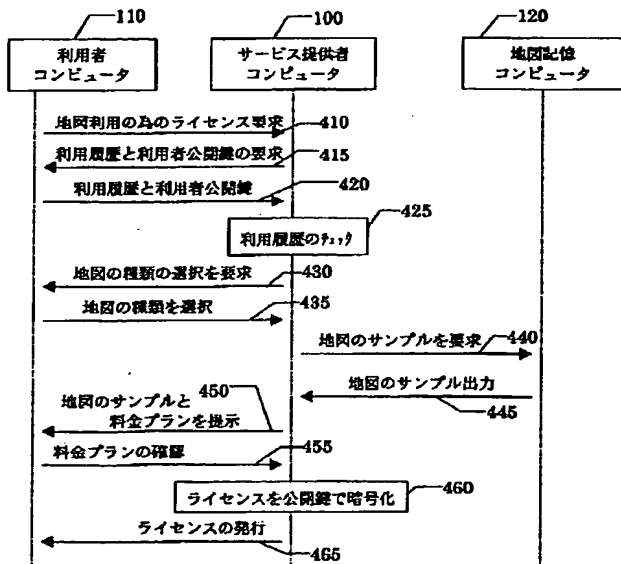 110
100
120
利用者
コンピュータ
サービス提供者
コンピュータ
地図記憶
コンピュータ
地図利用の為のライセンス要求
410
利用履歴と利用者公開鍵の要求
415
利用履歴と利用者公開鍵
420
425
利用履歴のチェック
地図の種類の選択を要求
430
地図の種類を選択
435
地図のサンプルを要求
440
地図のサンプル出力
445
450
地図のサンプルと
料金プランを提示
料金プランの確認
455
ライセンスを公開鍵で暗号化
460
ライセンスの発行
465